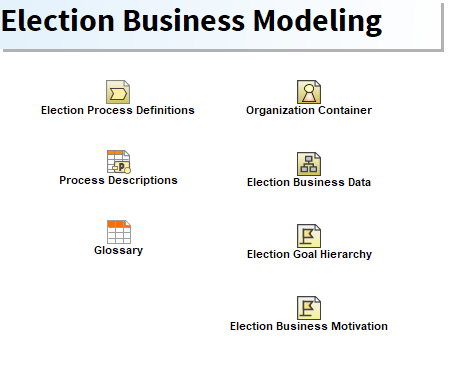 Election Business Modeling
Election Process Definitions
Organization Container
Process Descriptions
Election Business Data
Glossary
Election Goal Hierarchy
Election Business Motivation